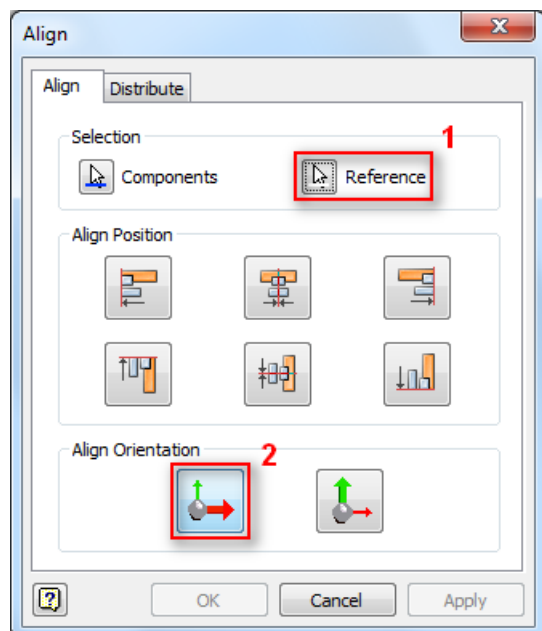 Align
Align Distribute
Selection
1
Components Reference
Align Position
Align Orientation
2
OK Cancel Apply